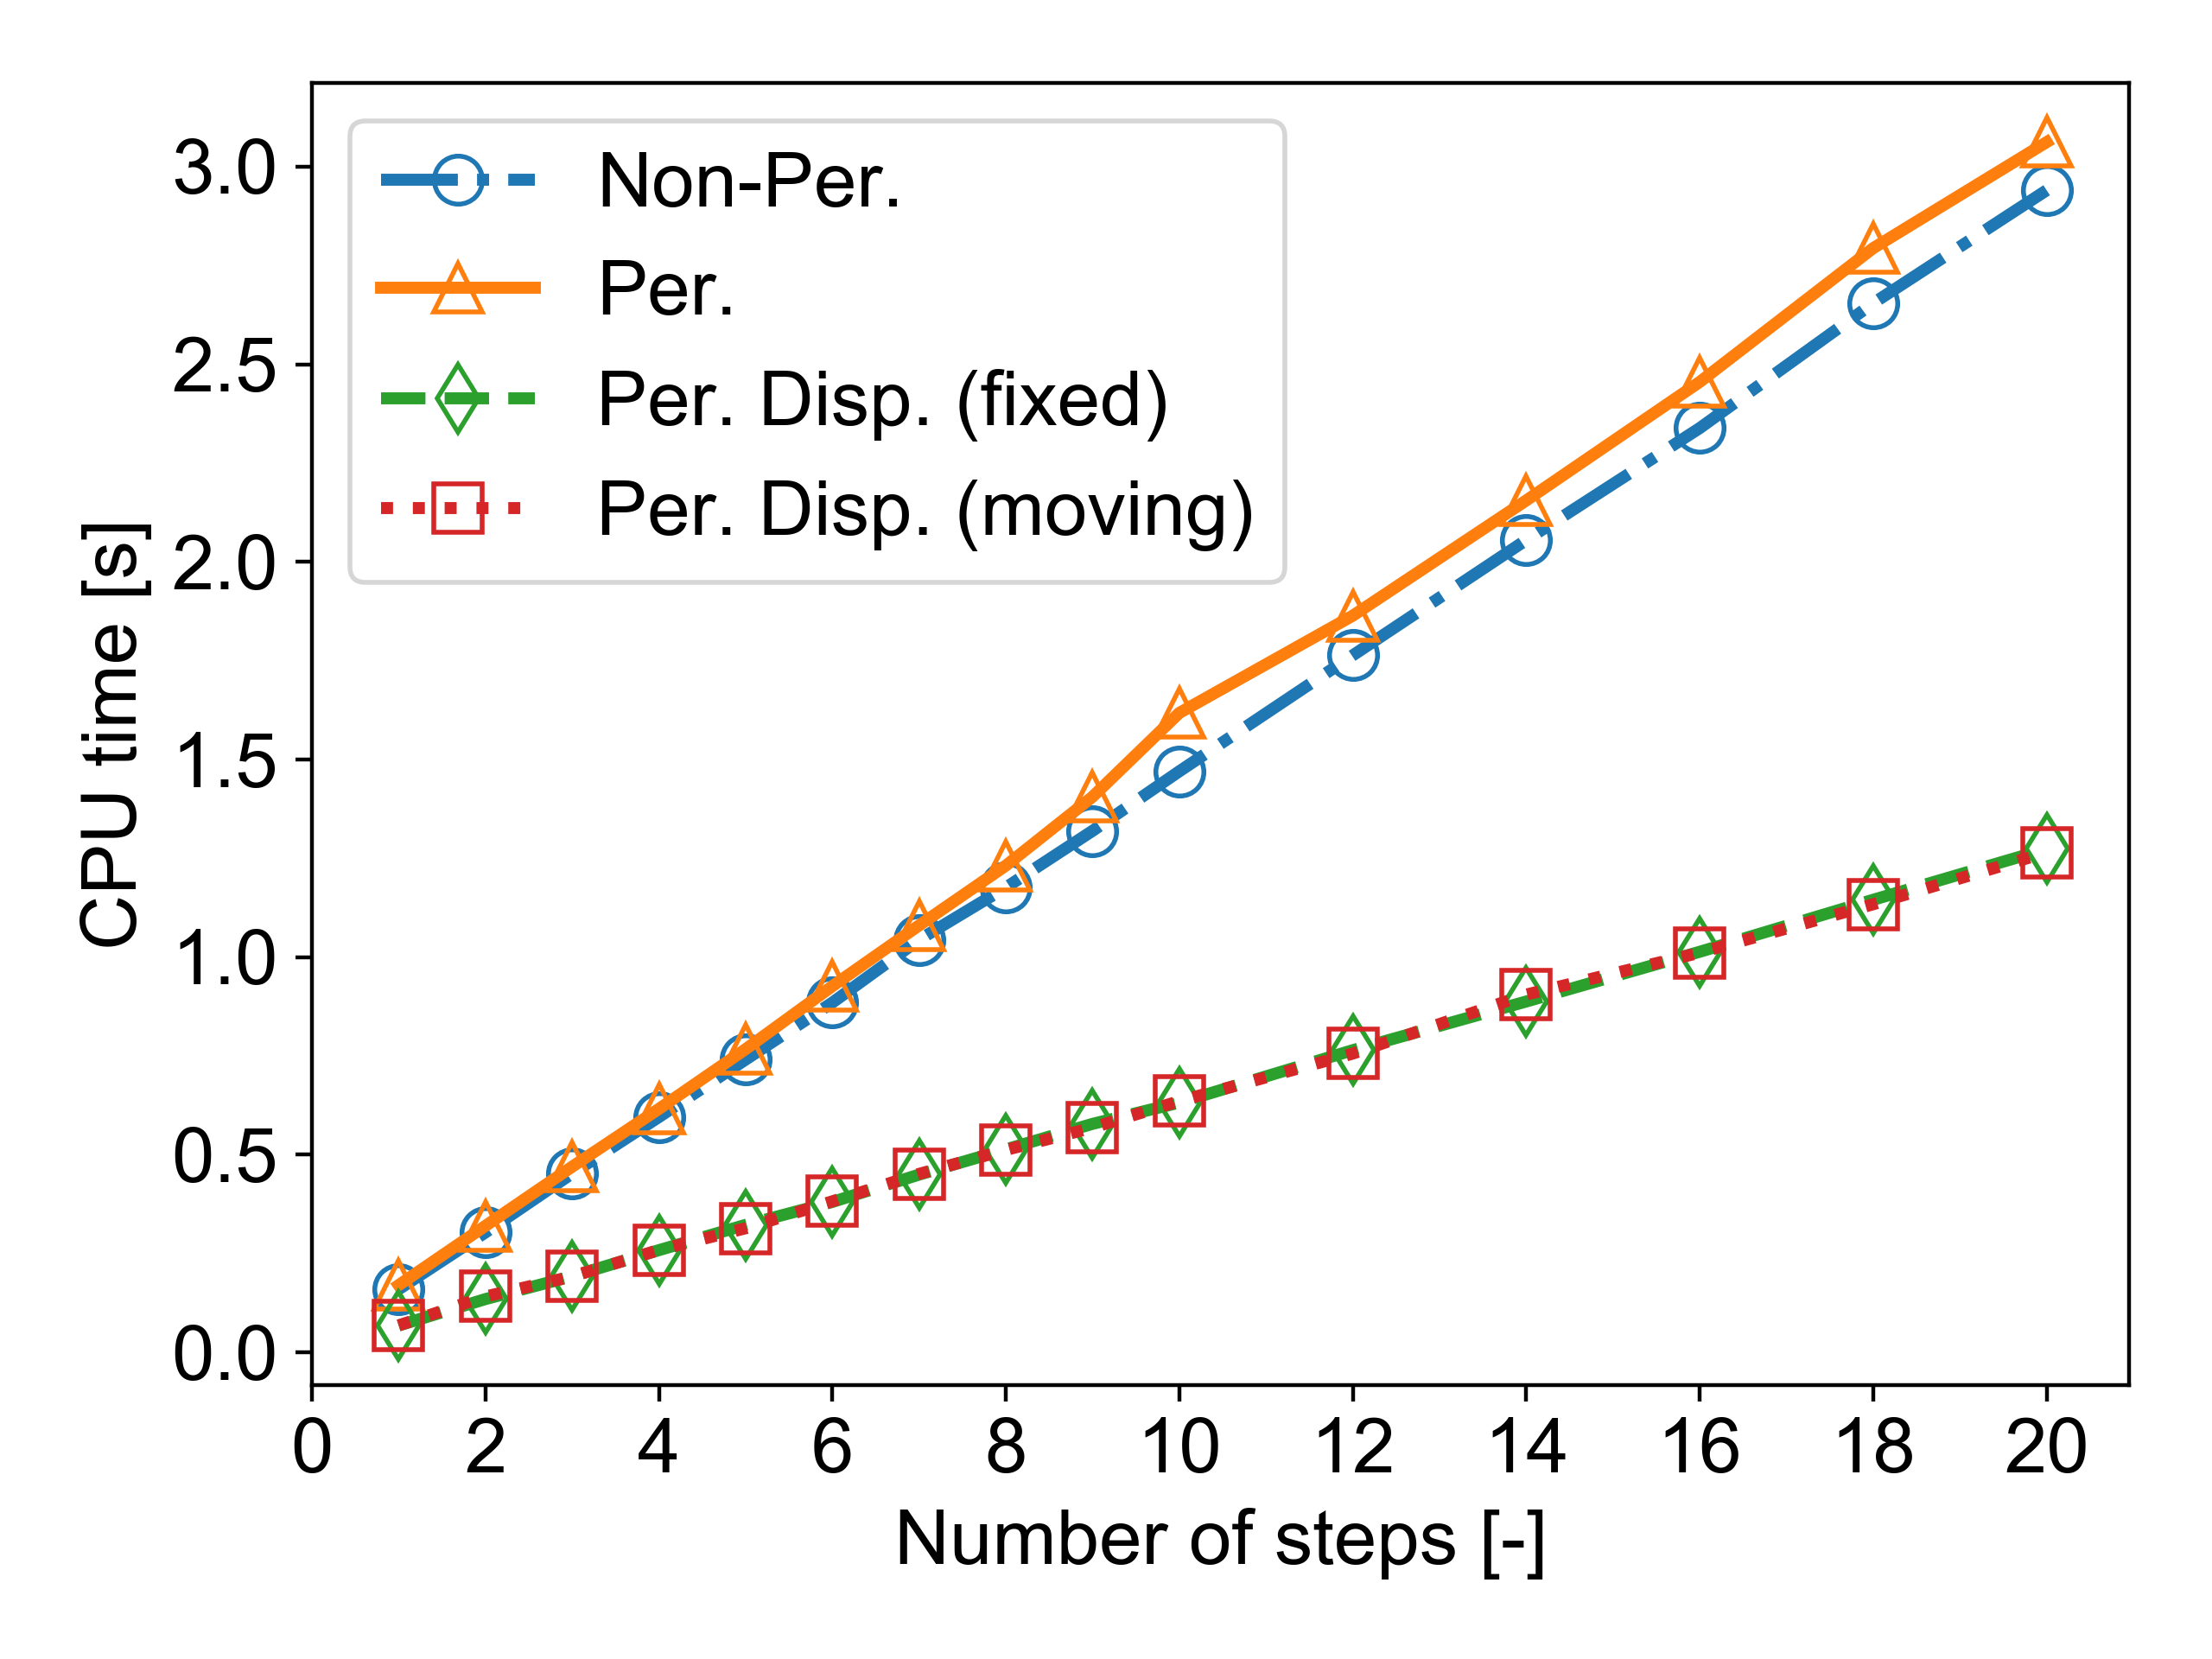 Non-Per.
Per.
Per. Disp. (fixed)
Per. Disp. (moving)
CPU time [s]
3.0
2.5
2.0
1.5
1.0
0.5
0.0
0 2 4 6 8 10 12 14 16 18 20
Number of steps [-]